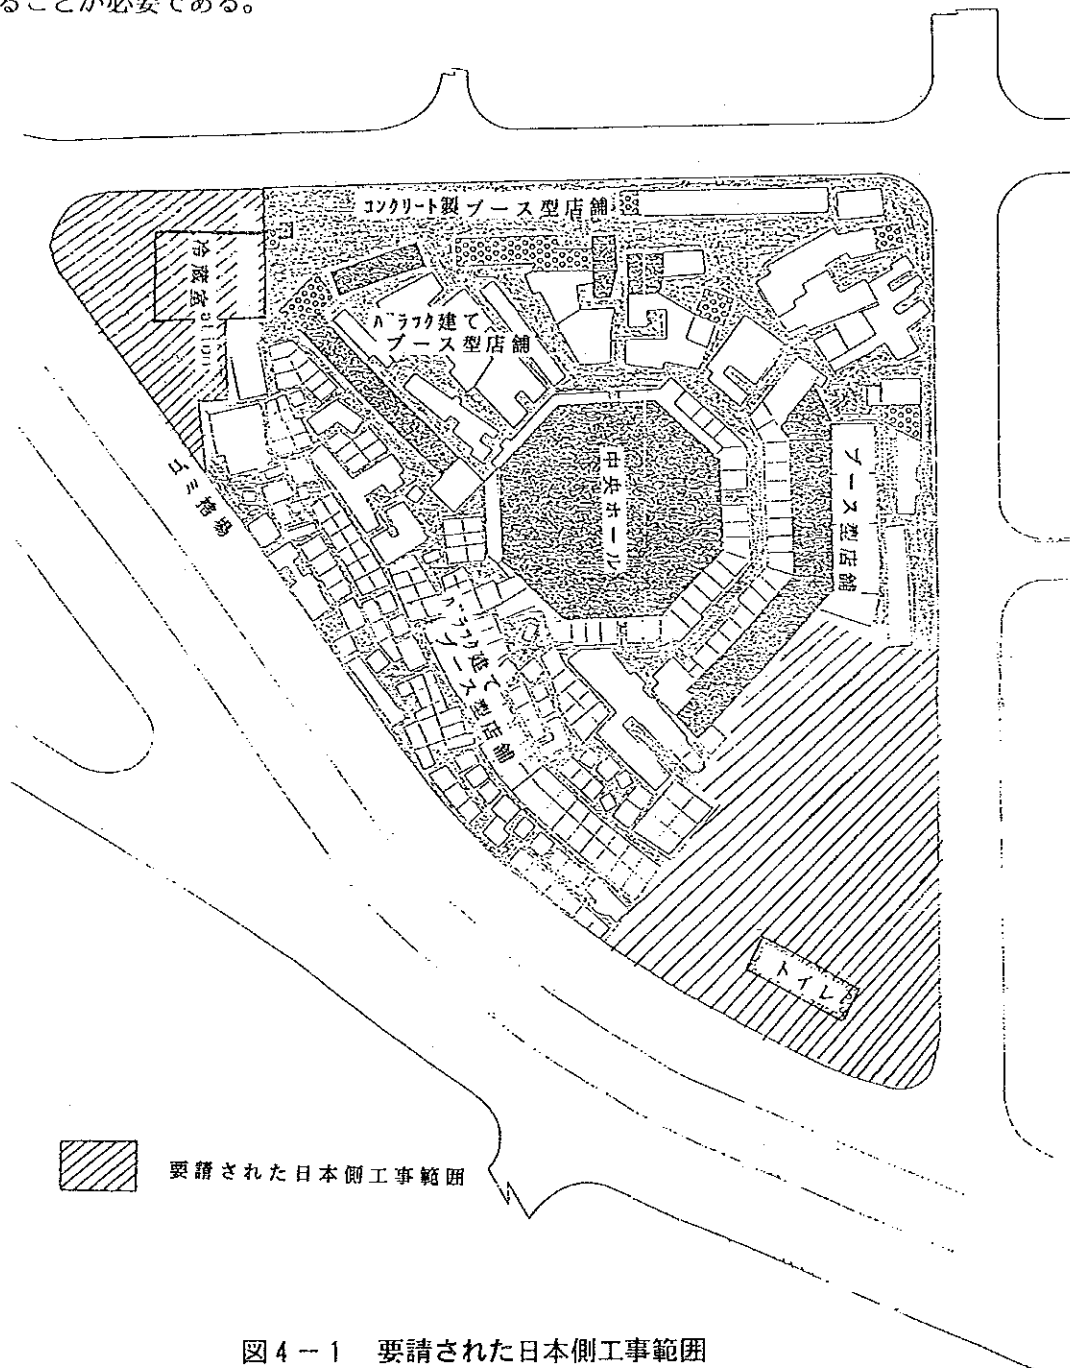 ることが必要である。
コンクリート製ブース型店舗
冷蔵室
ation
バラック建て
ブース型店舗
中央ホール
ブース型店舗
ゴミ捨場
バラック建て
ブース型店舗
トイレ
要請された日本側工事範囲
図4-1 要請された日本側工事範囲